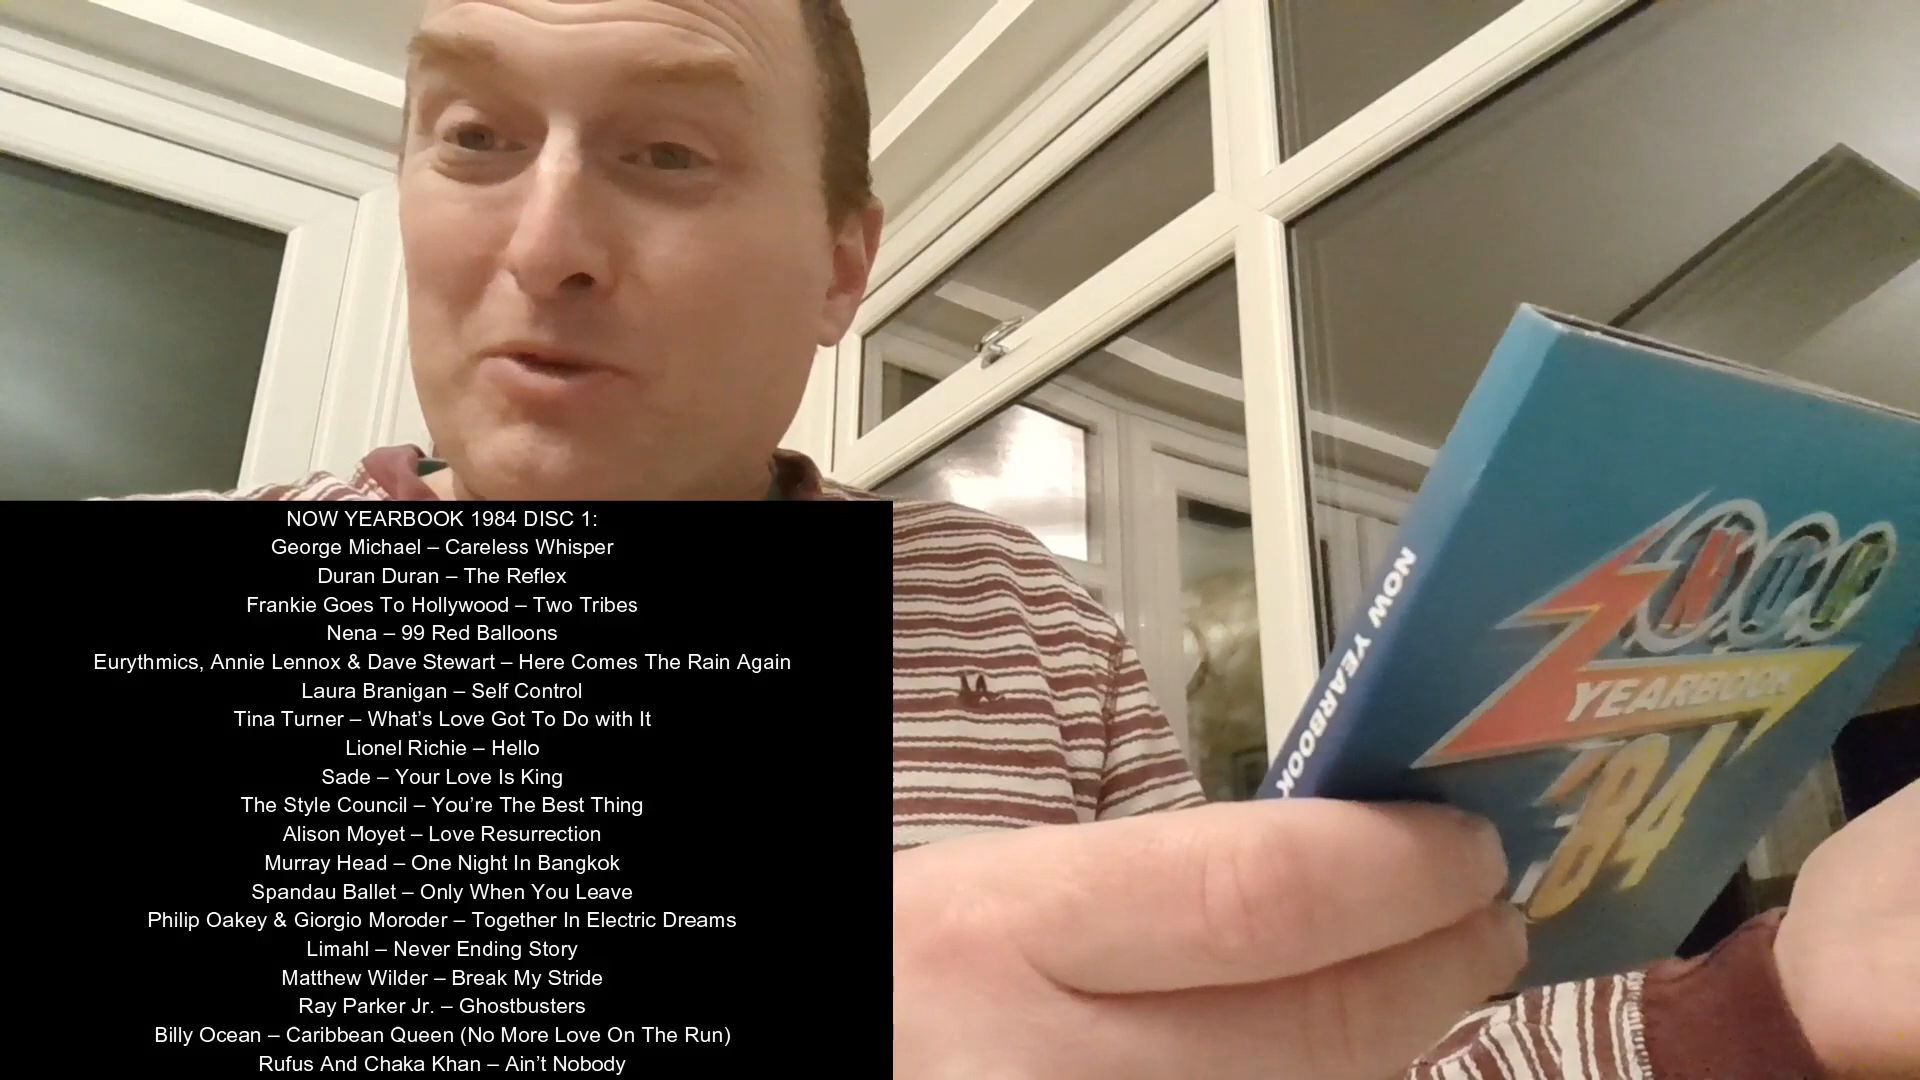 NOW YEARBOOK 1984 DISC 1:
George Michael – Careless Whisper
Duran Duran – The Reflex
Frankie Goes To Hollywood – Two Tribes
Nena – 99 Red Balloons
Eurythmics, Annie Lennox & Dave Stewart – Here Comes The Rain Again
Laura Branigan – Self Control
Tina Turner – What’s Love Got To Do with It
Lionel Richie – Hello
Sade – Your Love Is King
The Style Council – You’re The Best Thing
Alison Moyet – Love Resurrection
Murray Head – One Night In Bangkok
Spandau Ballet – Only When You Leave
Philip Oakey & Giorgio Moroder – Together In Electric Dreams
Limahl – Never Ending Story
Matthew Wilder – Break My Stride
Ray Parker Jr. – Ghostbusters
Billy Ocean – Caribbean Queen (No More Love On The Run)
Rufus And Chaka Khan – Ain’t Nobody
NOW YEARBOOK
NOW
YEARBOOK
'84